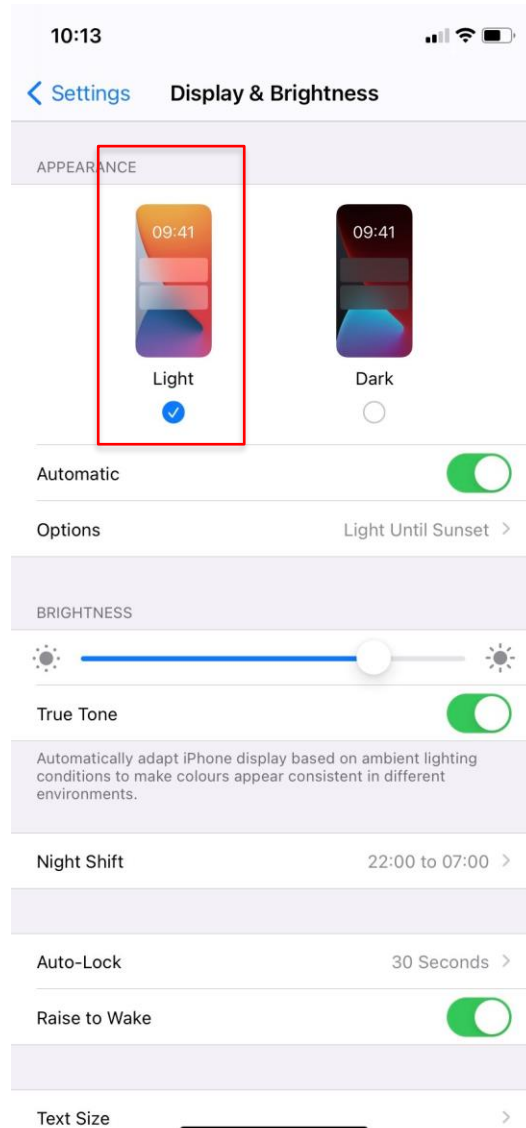 10:13
Settings Display & Brightness
APPEARANCE
09:41 09:41
Light Dark
Automatic
Options Light Until Sunset
BRIGHTNESS
True Tone
Automatically adapt iPhone display based on ambient lighting
conditions to make colours appear consistent in different
environments.
Night Shift 22:00 to 07:00
Auto-Lock 30 Seconds
Raise to Wake
Text Size